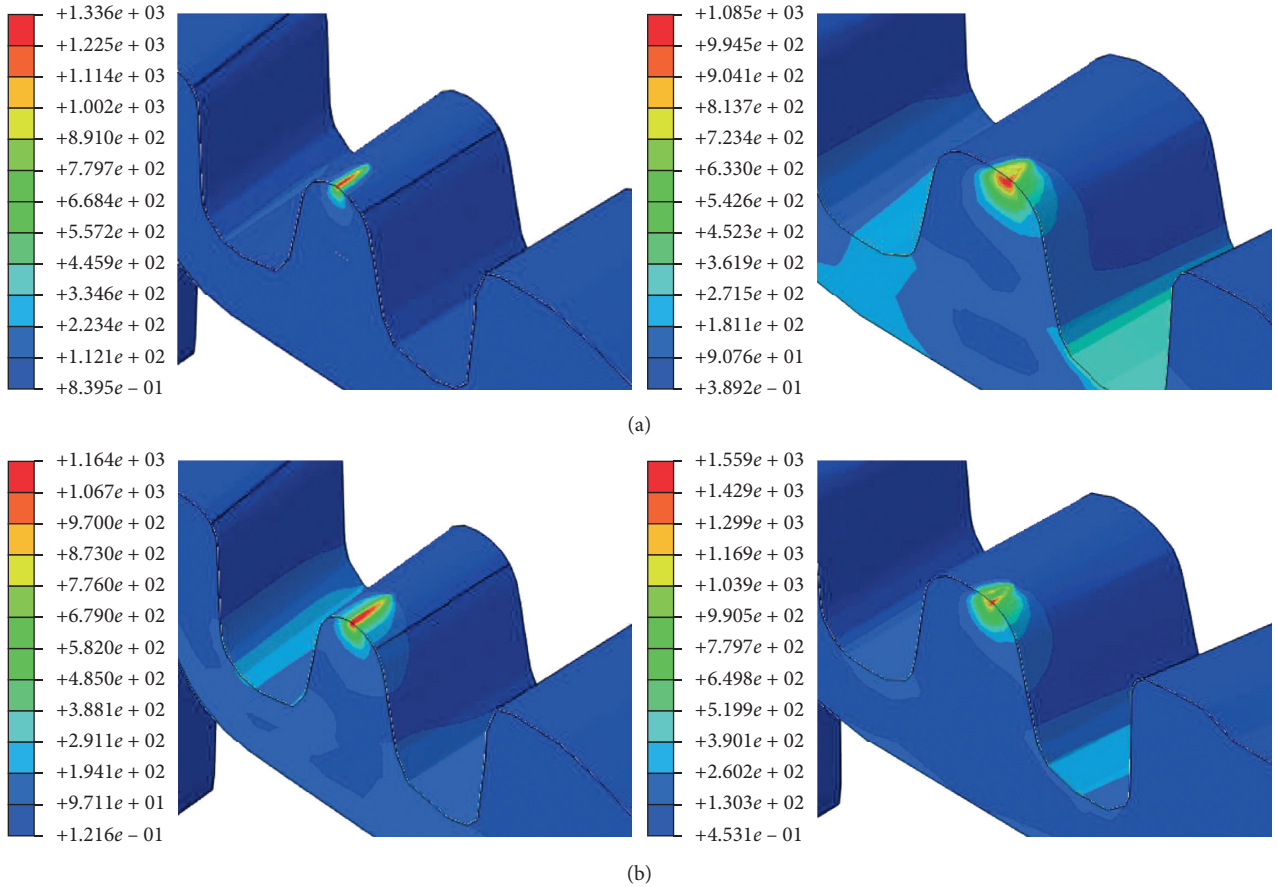 +1.336e + 03
+1.225e + 03
+1.114e + 03
+1.002e + 03
+8.910e + 02
+7.797e + 02
+6.684e + 02
+5.572e + 02
+4.459e + 02
+3.346e + 02
+2.234e + 02
+1.121e + 02
+8.395e – 01
+1.085e + 03
+9.945e + 02
+9.041e + 02
+8.137e + 02
+7.234e + 02
+6.330e + 02
+5.426e + 02
+4.523e + 02
+3.619e + 02
+2.715e + 02
+1.811e + 02
+9.076e + 01
+3.892e – 01
(a)
+1.164e + 03
+1.067e + 03
+9.700e + 02
+8.730e + 02
+7.760e + 02
+6.790e + 02
+5.820e + 02
+4.850e + 02
+3.881e + 02
+2.911e + 02
+1.941e + 02
+9.711e + 01
+1.216e – 01
+1.559e + 03
+1.429e + 03
+1.299e + 03
+1.169e + 03
+1.039e + 03
+9.905e + 02
+7.797e + 02
+6.498e + 02
+5.199e + 02
+3.901e + 02
+2.602e + 02
+1.303e + 02
+4.531e – 01
(b)